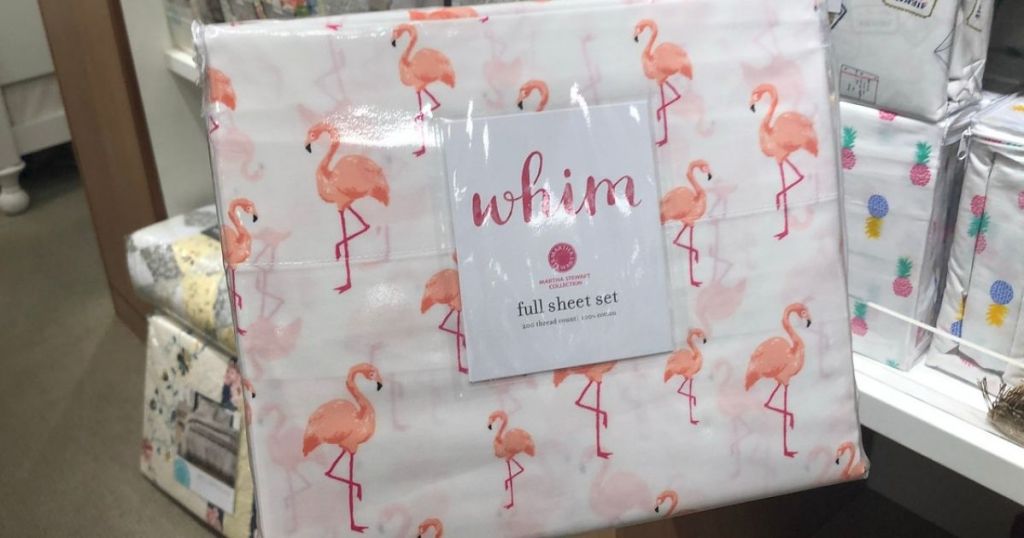 whim
MARTHA STEWART
COLLECTION
full sheet set
200 thread count| 100% cotton